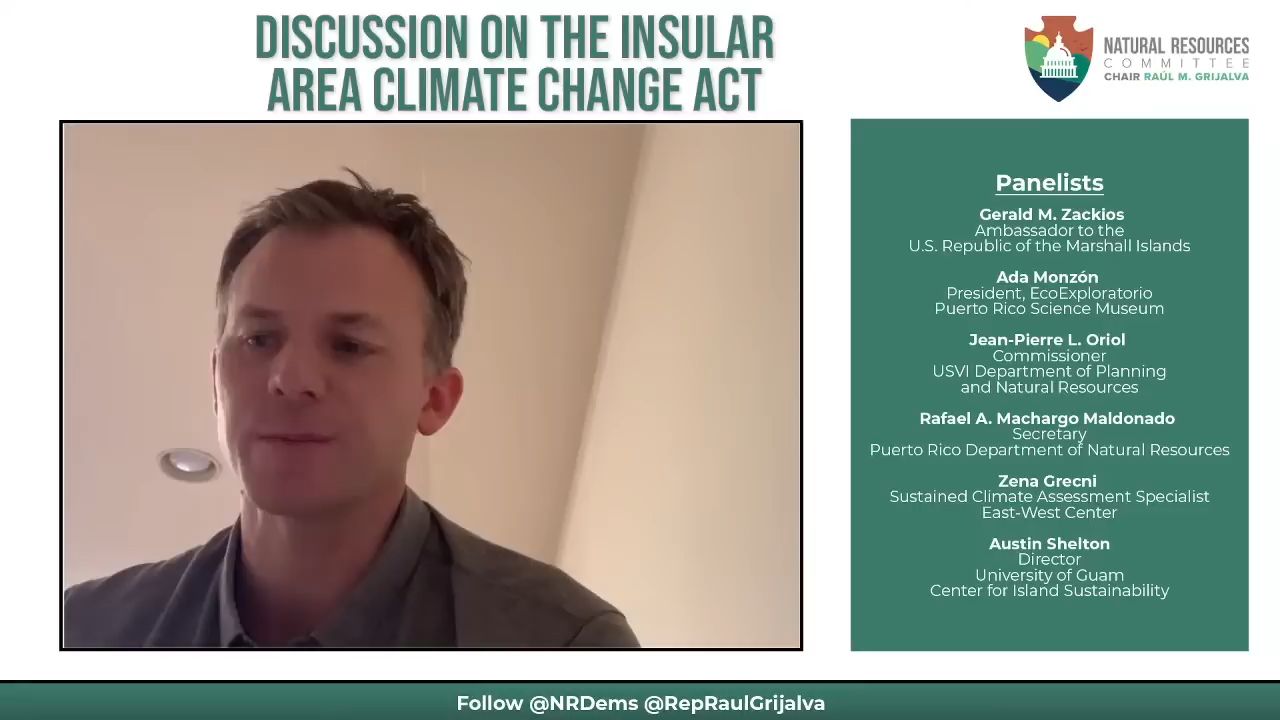 DISCUSSION ON THE INSULAR
AREA CLIMATE CHANGE ACT
NATURAL RESOURCES
COMMITTEE
CHAIR RAÚL M. GRIJALVA
Panelists
Gerald M. Zackios
Ambassador to the
U.S. Republic of the Marshall Islands
Ada Monzón
President, EcoExploratorio
Puerto Rico Science Museum
Jean-Pierre L. Oriol
Commissioner
USVI Department of Planning
and Natural Resources
Rafael A. Machargo Maldonado
Secretary
Puerto Rico Department of Natural Resources
Zena Grecni
Sustained Climate Assessment Specialist
East-West Center
Austin Shelton
Director
University of Guam
Center for Island Sustainability
Follow @NRDems @RepRaulGrijalva